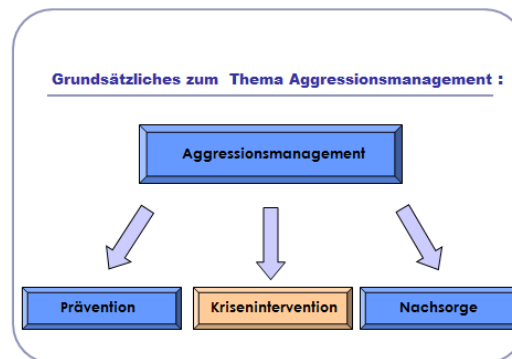 Grundsätzliches zum Thema Aggressionsmanagement :
Aggressionsmanagement
Prävention
Krisenintervention
Nachsorge